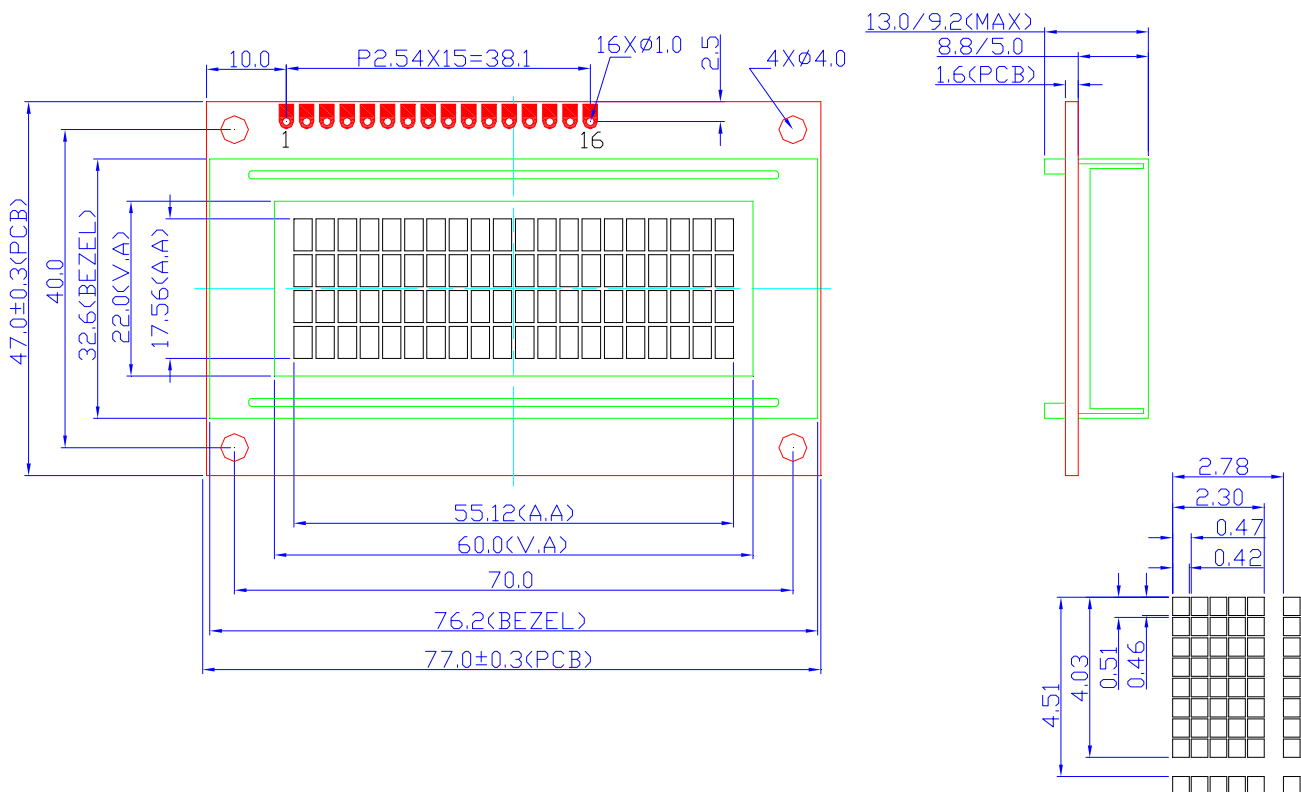 13.0/9.2(MAX)
8.8/5.0
1.6(PCB)
10.0
P2.54X15=38.1
16XØ1.0
2.5
4XØ4.0
1
16
47.0±0.3(PCB)
40.0
32.6(BEZEL)
22.0(V.A)
17.56(A.A)
55.12(A.A)
60.0(V.A)
70.0
76.2(BEZEL)
77.0±0.3(PCB)
2.78
2.30
0.47
0.42
4.51
4.03
0.51
0.46